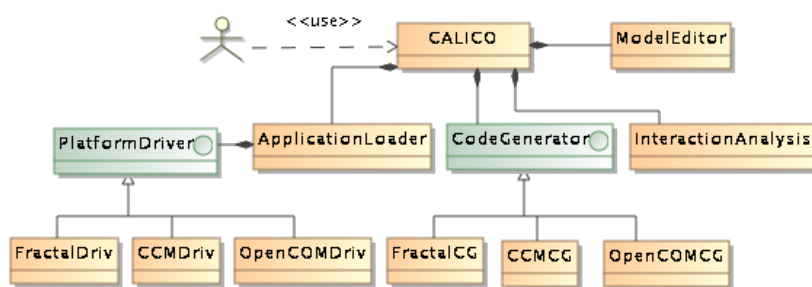 <<use>>
CALICO
ModelEditor
PlatformDriver
ApplicationLoader
CodeGenerator
InteractionAnalysis
FractalDriv
CCMDriv
OpenCOMDriv
FractalCG
CCMCG
OpenCOMCG